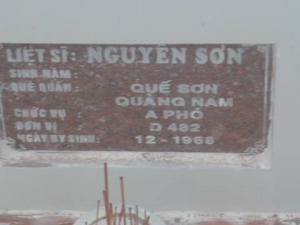 LIỆT SĨ: NGUYỄN SƠN
SINH NĂM:
QUÊ QUÁN: QUẾ SƠN
QUẢNG NAM
CHỨC VỤ: A PHÓ
ĐƠN VỊ D 482
NGÀY HY SINH: 12 - 1968